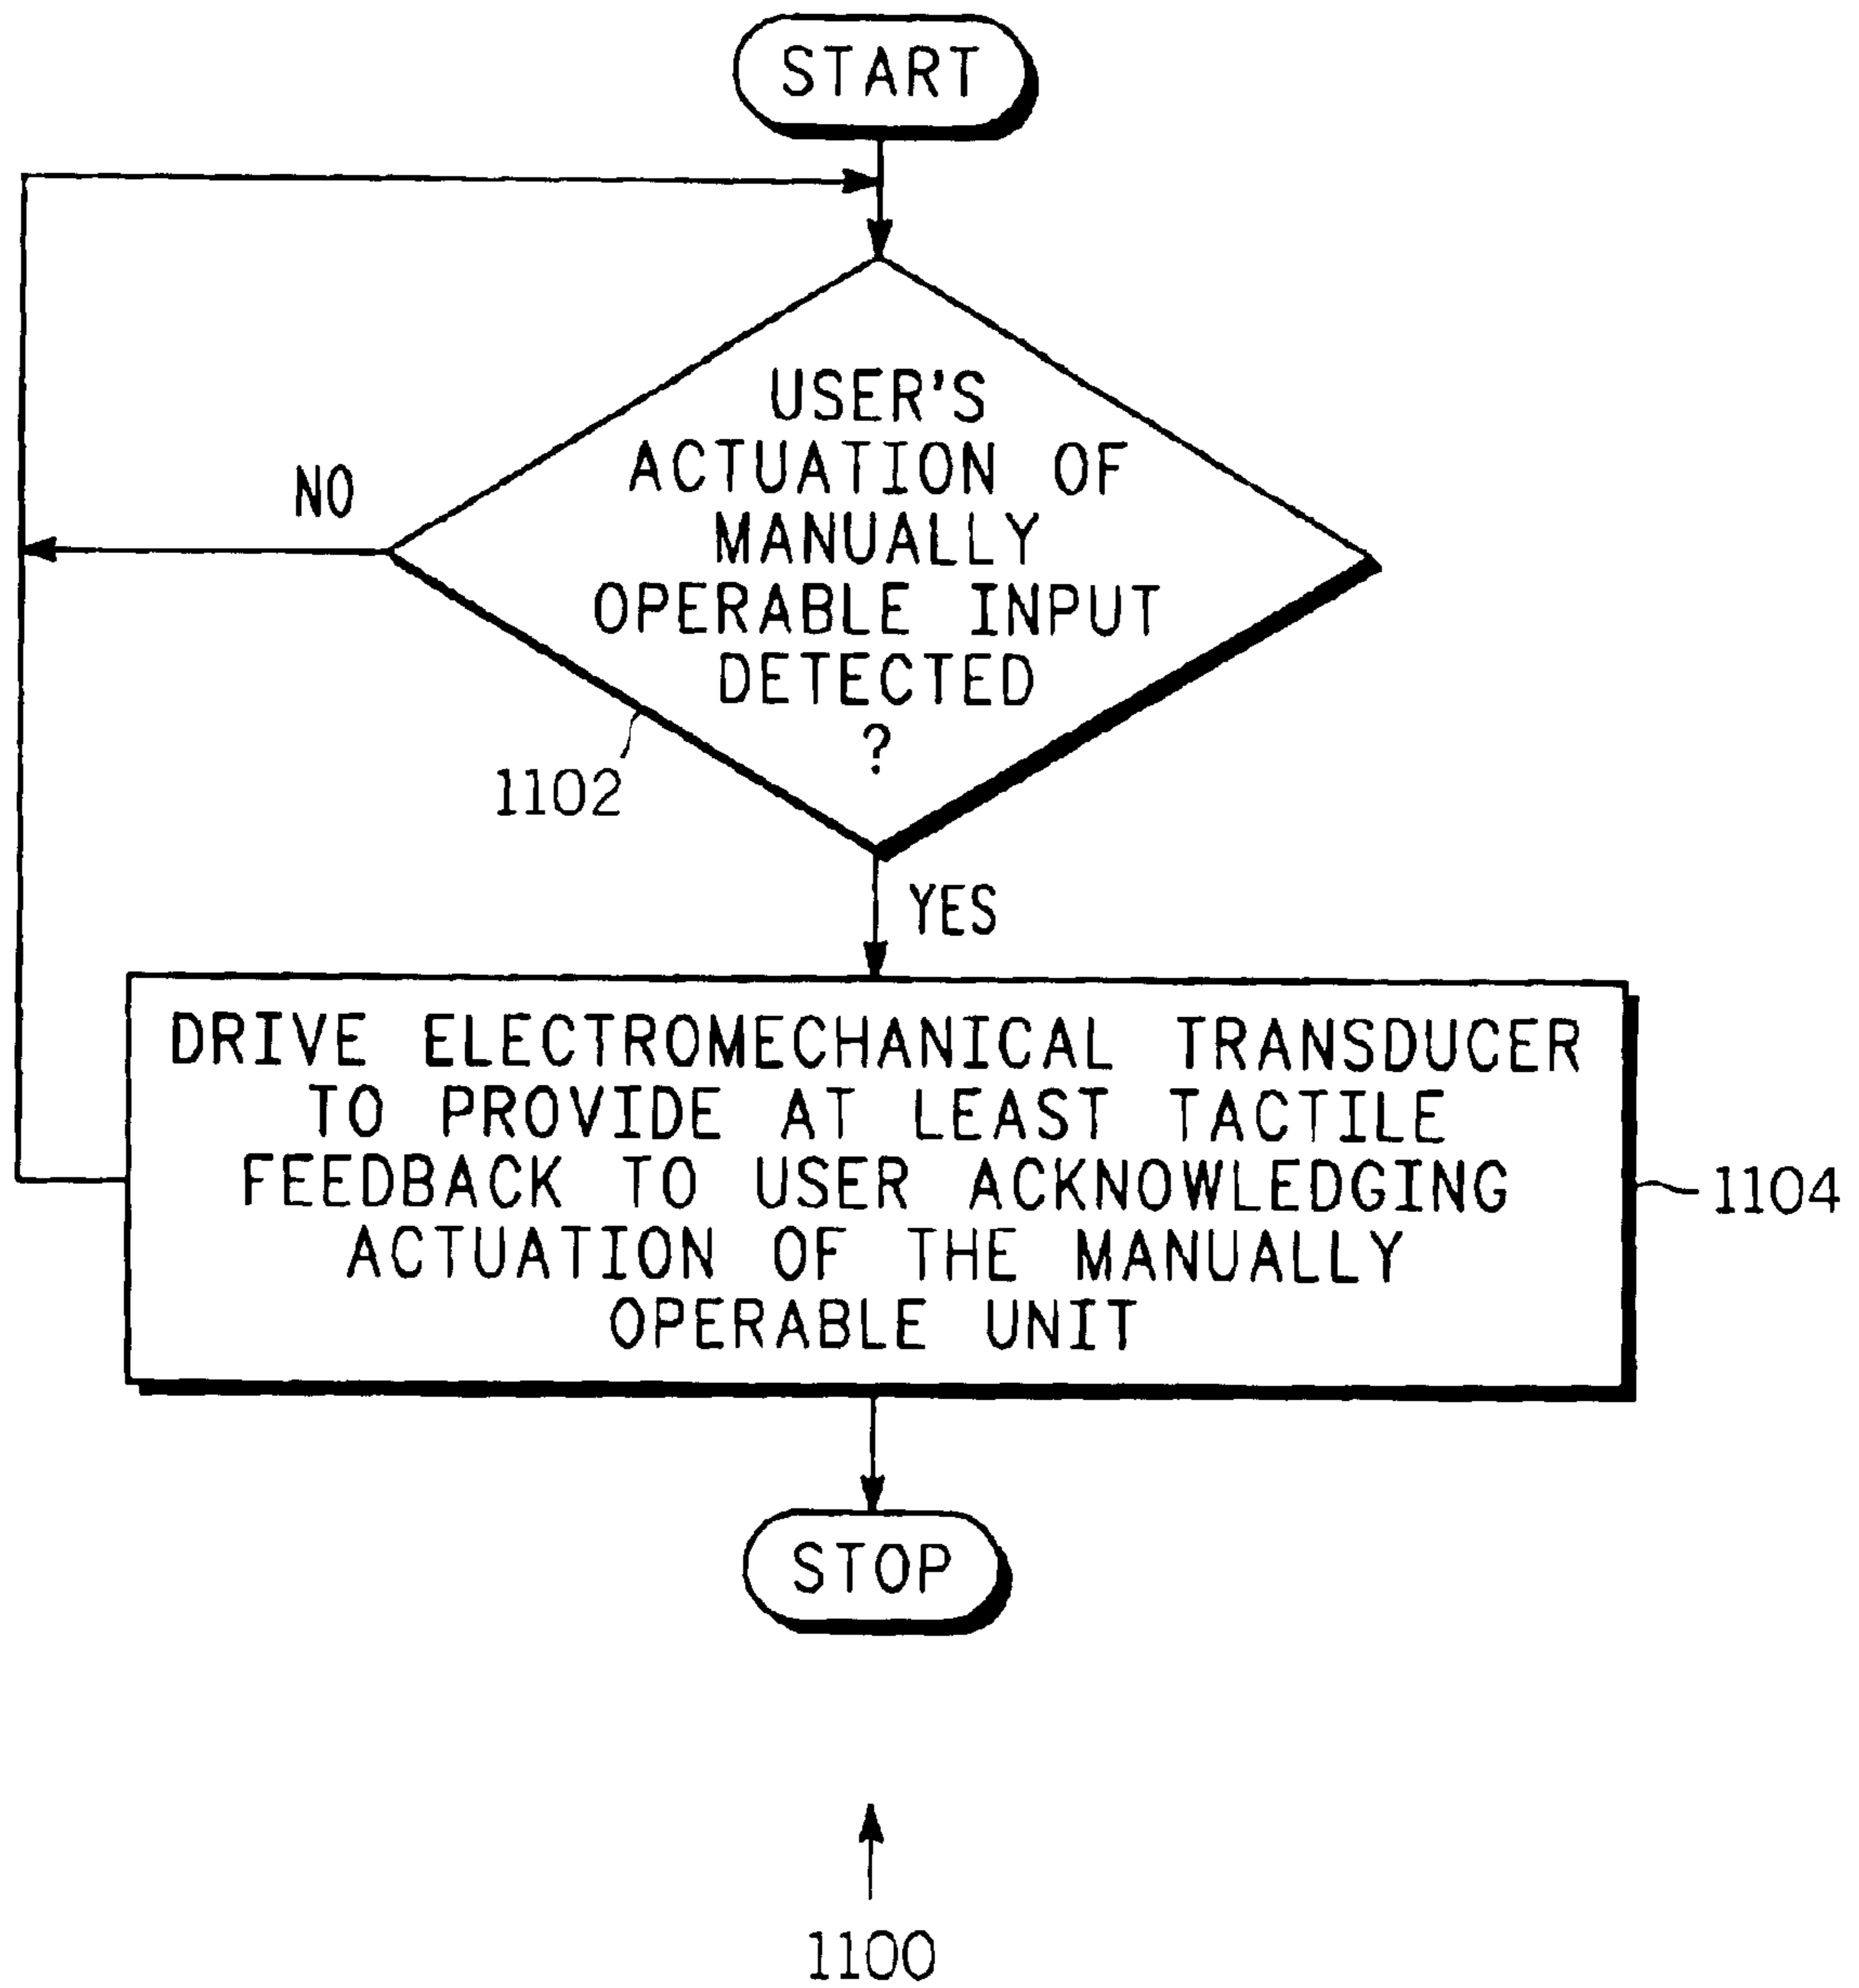 START
USER'S
ACTUATION OF
MANUALLY
OPERABLE INPUT
DETECTED
?
NO
1102
YES
DRIVE ELECTROMECHANICAL TRANSDUCER
TO PROVIDE AT LEAST TACTILE
FEEDBACK TO USER ACKNOWLEDGING
ACTUATION OF THE MANUALLY
OPERABLE UNIT
1104
STOP
1100